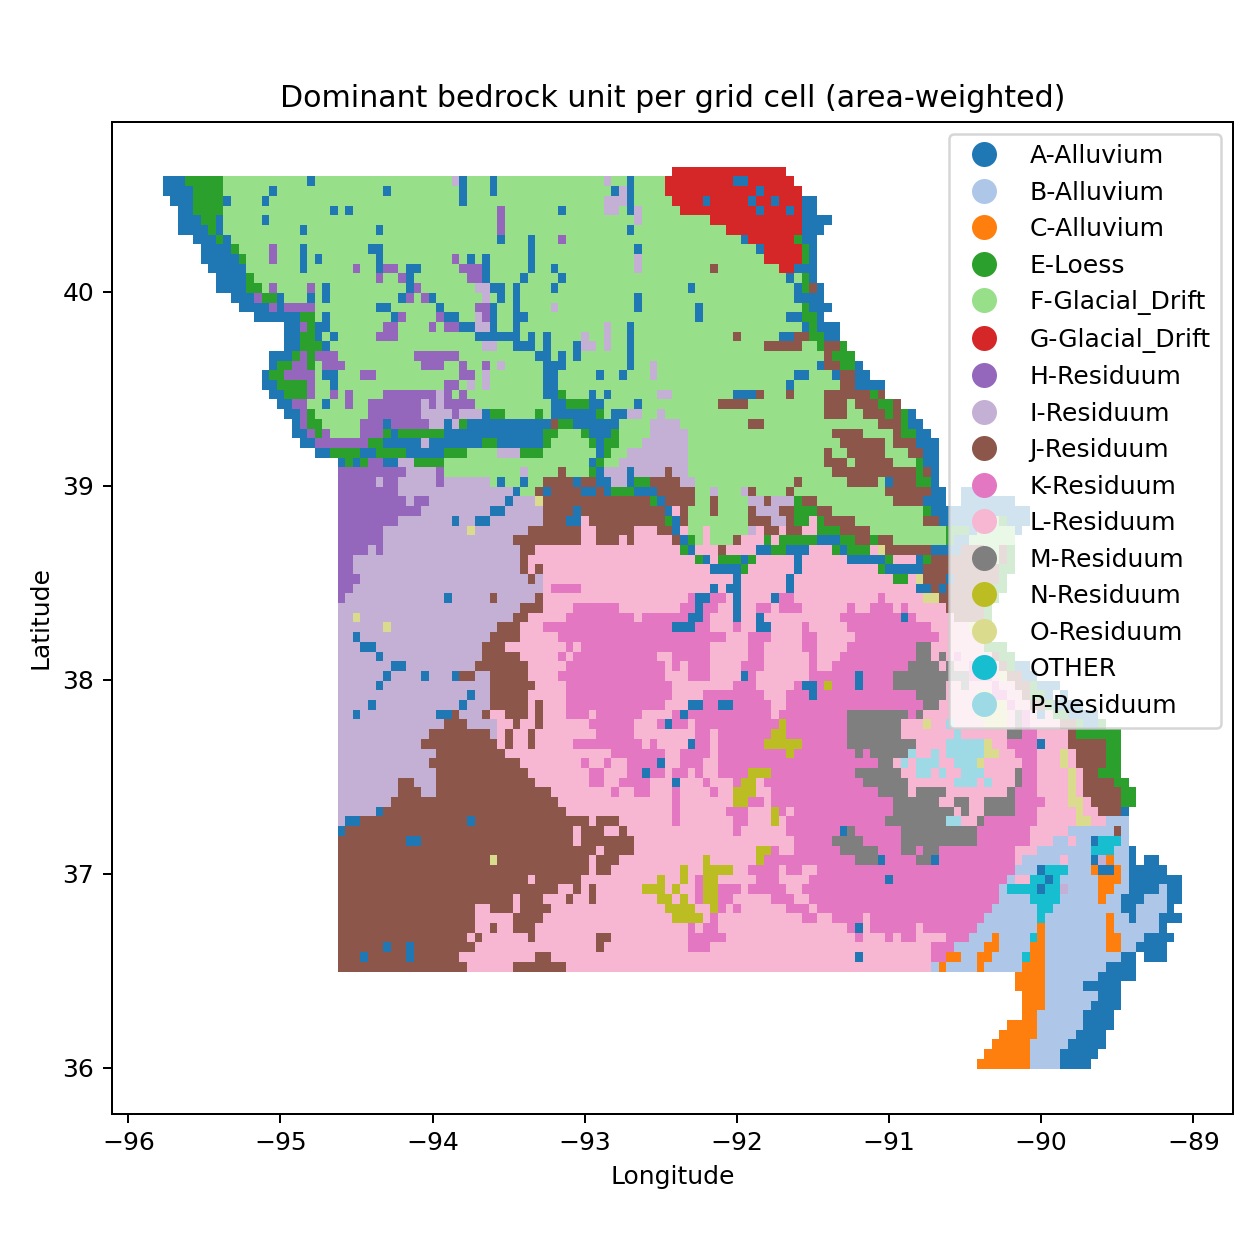 Dominant bedrock unit per grid cell (area-weighted)
A-Alluvium
B-Alluvium
C-Alluvium
E-Loess
F-Glacial_Drift
G-Glacial_Drift
H-Residuum
I-Residuum
J-Residuum
K-Residuum
L-Residuum
M-Residuum
N-Residuum
O-Residuum
OTHER
P-Residuum
40
39
38
37
36
Latitude
−96 −95 −94 −93 −92 −91 −90 −89
Longitude